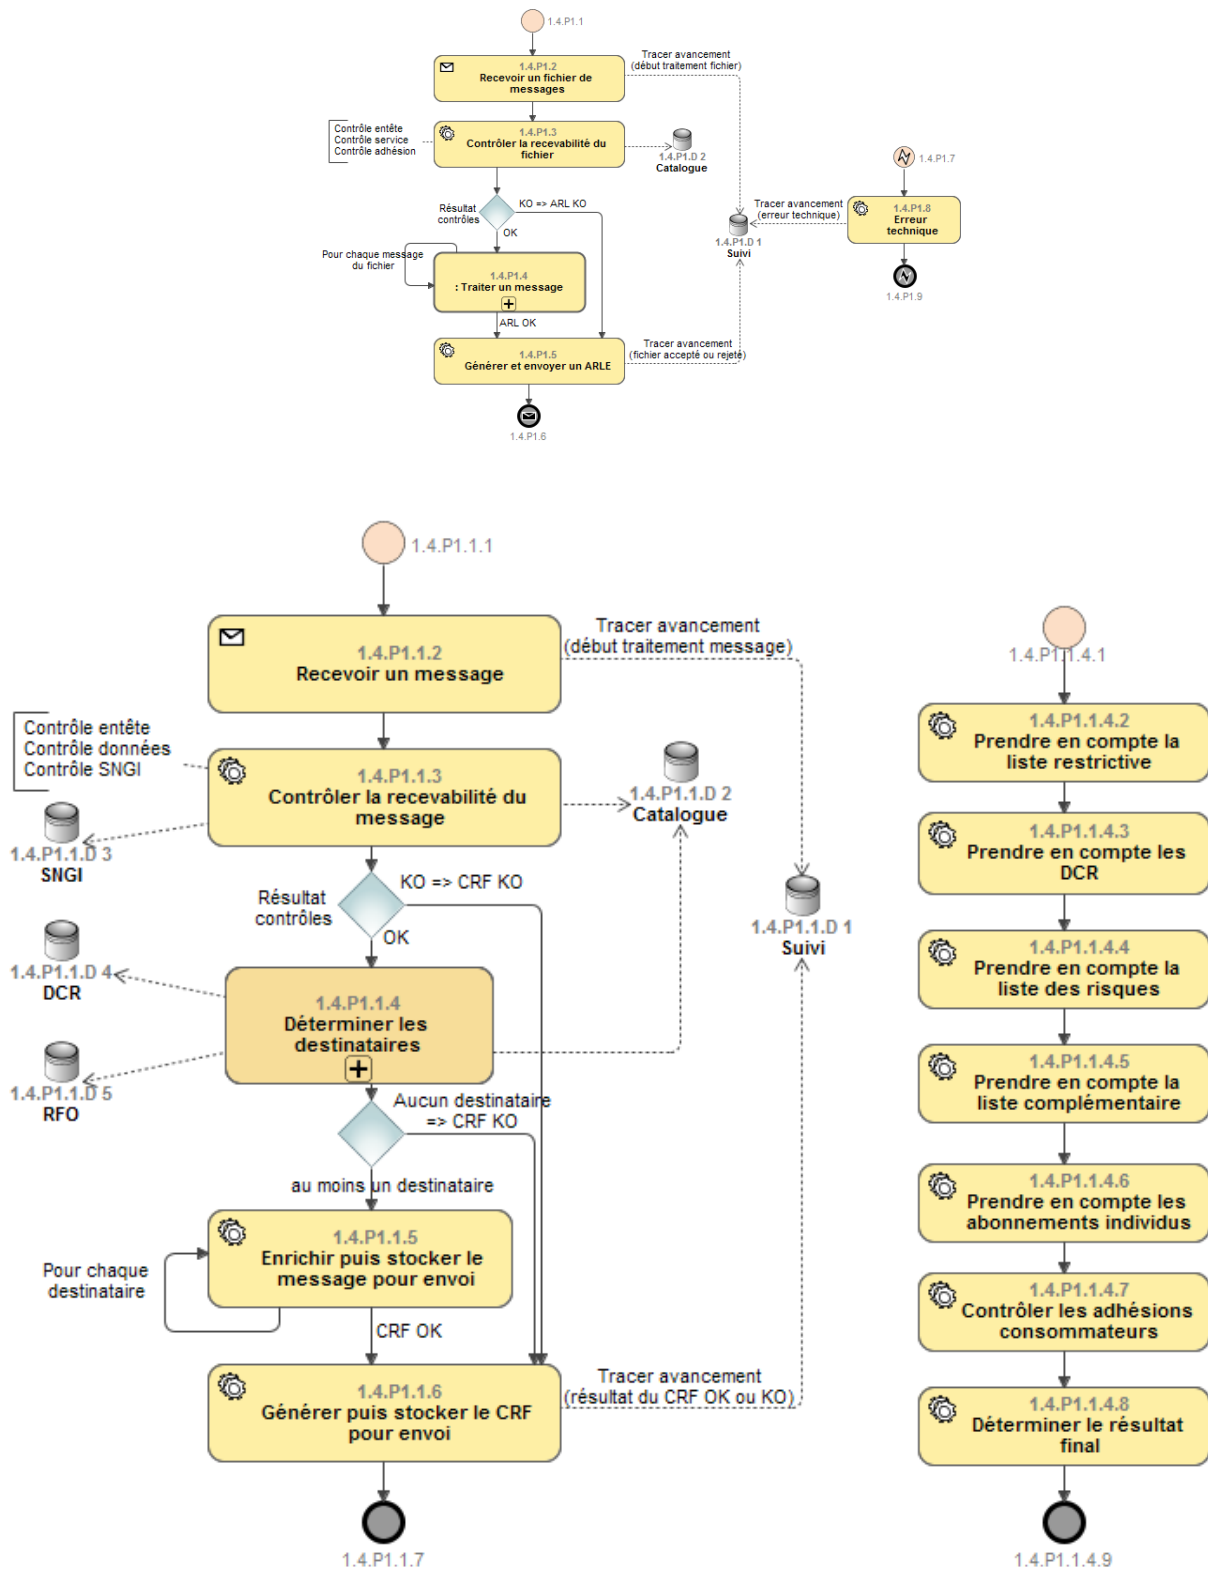 1.4.P1.1
1.4.P1.2
Recevoir un fichier de
messages
Tracer avancement
(début traitement fichier)
Contrôle entête
Contrôle service
Contrôle adhésion
1.4.P1.3
Contrôler la recevabilité du
fichier
1.4.P1.D 2
Catalogue
1.4.P1.7
Résultat
contrôles
KO => ARL KO
OK
Tracer avancement
(erreur technique)
1.4.P1.8
Erreur
technique
1.4.P1.D 1
Suivi
Pour chaque message
du fichier
1.4.P1.4
: Traiter un message
1.4.P1.9
ARL OK
1.4.P1.5
Générer et envoyer un ARLE
Tracer avancement
(fichier accepté ou rejeté)
1.4.P1.6
1.4.P1.1.1
1.4.P1.1.2
Recevoir un message
Tracer avancement
(début traitement message)
Contrôle entête
Contrôle données
Contrôle SNGI
1.4.P1.1.3
Contrôler la recevabilité du
message
1.4.P1.1.D 2
Catalogue
1.4.P1.1.D 3
SNGI
Résultat
contrôles
KO => CRF KO
OK
1.4.P1.1.D 1
Suivi
1.4.P1.1.D 4
DCR
1.4.P1.1.4
Déterminer les
destinataires
1.4.P1.1.D 5
RFO
Aucun destinataire
=> CRF KO
au moins un destinataire
1.4.P1.1.5
Enrichir puis stocker le
message pour envoi
Pour chaque
destinataire
CRF OK
1.4.P1.1.6
Générer puis stocker le CRF
pour envoi
Tracer avancement
(résultat du CRF OK ou KO)
1.4.P1.1.7
1.4.P1.1.4.1
1.4.P1.1.4.2
Prendre en compte la
liste restrictive
1.4.P1.1.4.3
Prendre en compte les
DCR
1.4.P1.1.4.4
Prendre en compte la
liste des risques
1.4.P1.1.4.5
Prendre en compte la
liste complémentaire
1.4.P1.1.4.6
Prendre en compte les
abonnements individus
1.4.P1.1.4.7
Contrôler les adhésions
consommateurs
1.4.P1.1.4.8
Déterminer le résultat
final
1.4.P1.1.4.9